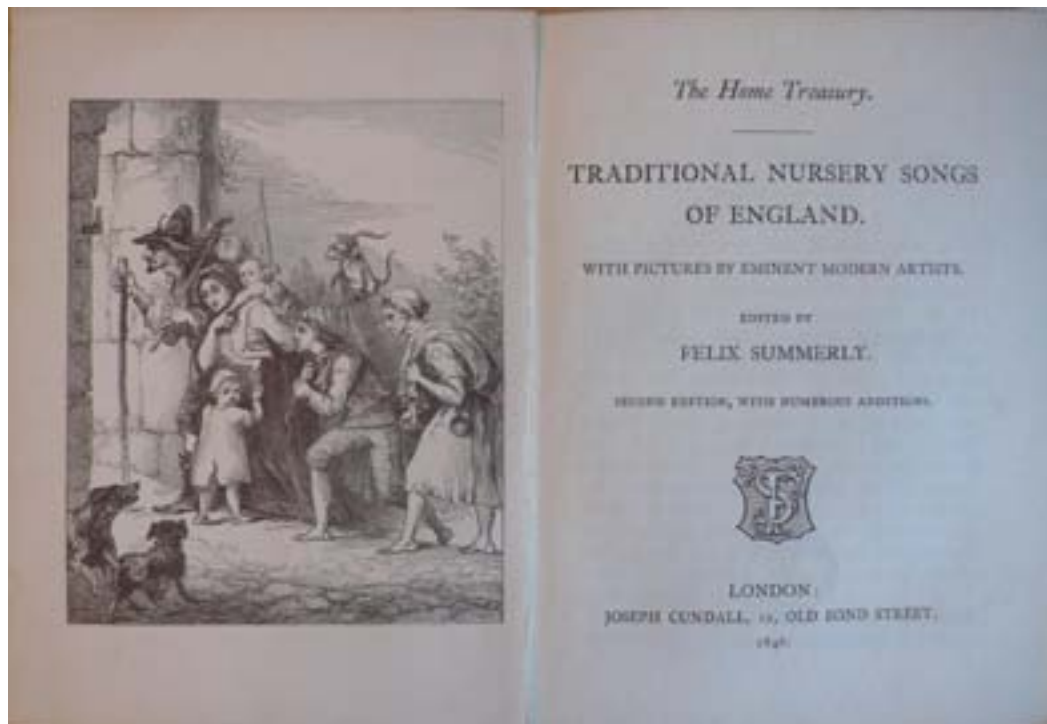 The Home Treasury.
TRADITIONAL NURSERY SONGS
OF ENGLAND.
WITH PICTURES BY EMINENT MODERN ARTISTS.
EDITED BY
FELIX SUMMERLY.
SECOND EDITION, WITH NUMEROUS ADDITIONS.
LONDON:
JOSEPH CUNDALL, 12, OLD BOND STREET.